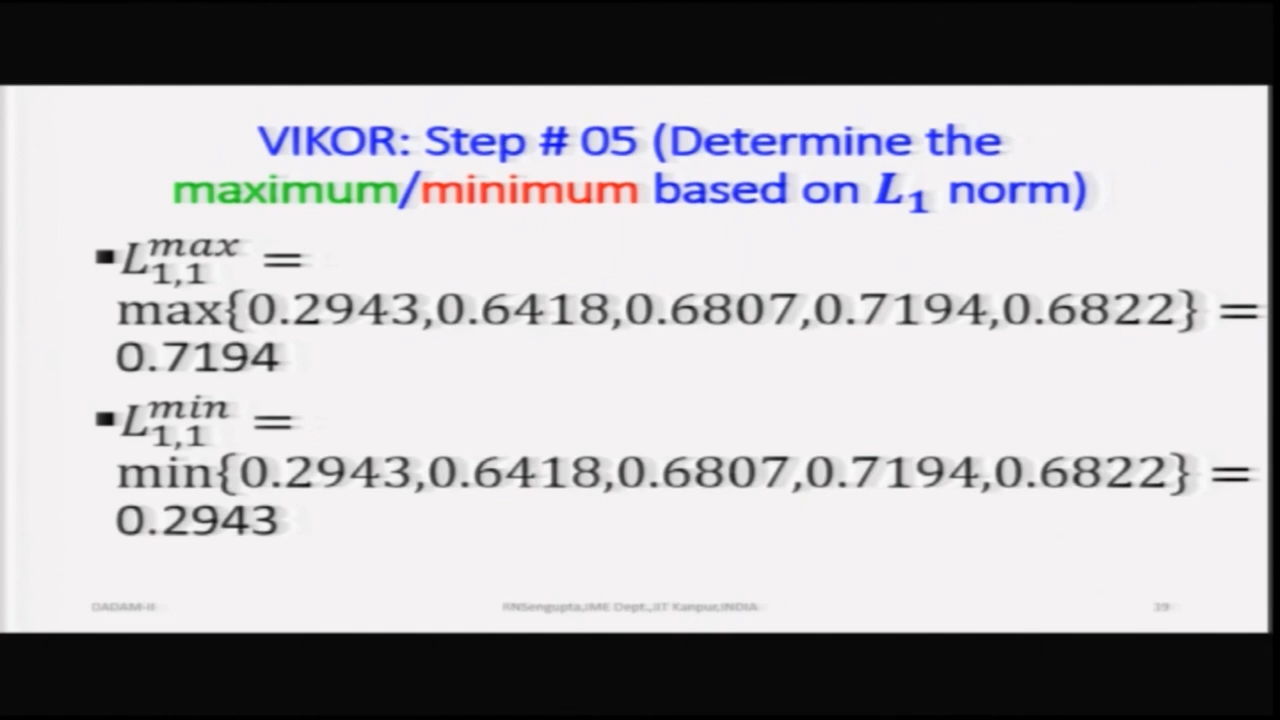 VIKOR: Step # 05 (Determine the
maximum/minimum based on L₁ norm)
▪L₁,₁^max =
max{0.2943,0.6418,0.6807,0.7194,0.6822} =
0.7194
▪L₁,₁^min =
min{0.2943,0.6418,0.6807,0.7194,0.6822} =
0.2943
DADAM-II
RNSengupta,IME Dept.,IIT Kanpur,INDIA
39